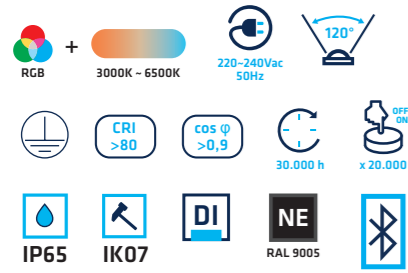 120°
+
RGB
3000K ~ 6500K
220~240Vac
50Hz
CRI
>80
cos φ
>0,9
OFF
ON
30.000 h
x 20.000
DI
NE
IP65
IK07
RAL 9005